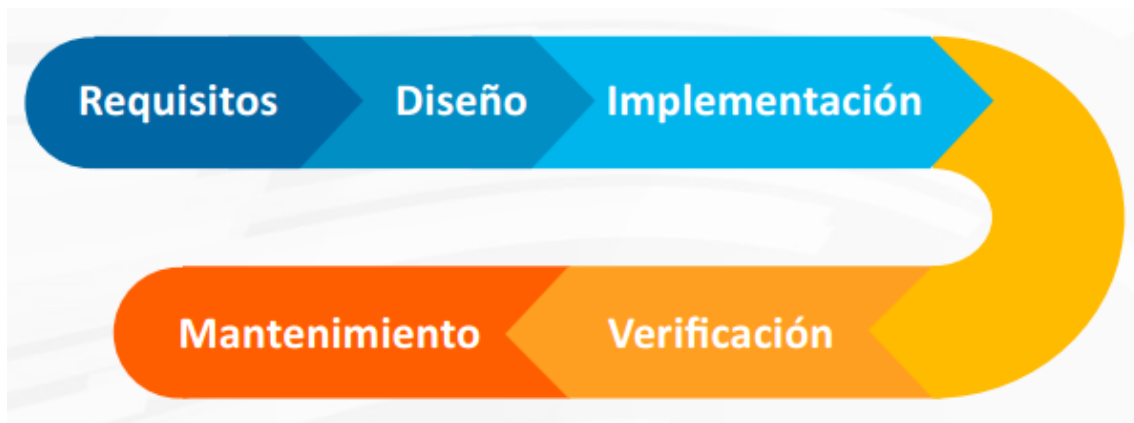 Requisitos
Diseño
Implementación
Mantenimiento
Verificación